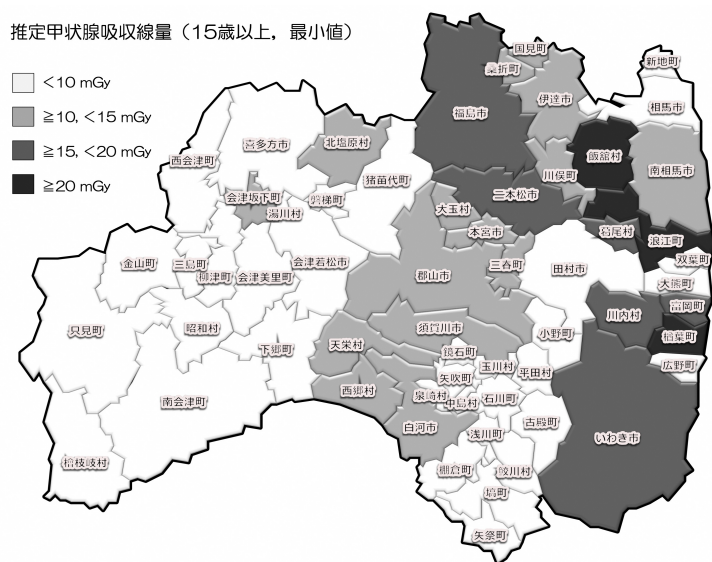 推定甲状腺吸収線量（15歳以上，最小値）
＜10 mGy
≧10,＜15 mGy
≧15,＜20 mGy
≧20 mGy
国見町
桑折町
新地町
伊達市
相馬市
福島市
飯舘村
南相馬市
川俣町
喜多方市
北塩原村
西会津町
猪苗代町
会津坂下町
磐梯町
湯川村
二本松市
大玉村
本宮市
葛尾村
浪江町
双葉町
大熊町
富岡町
金山町
三島町
柳津町
会津美里町
会津若松市
郡山市
三春町
田村市
川内村
楢葉町
広野町
只見町
昭和村
下郷町
天栄村
須賀川市
小野町
鏡石町
玉川村
平田村
矢吹町
西郷村
泉崎村
中島村
石川町
南会津町
白河市
浅川町
古殿町
いわき市
檜枝岐村
棚倉町
鮫川村
塙町
矢祭町